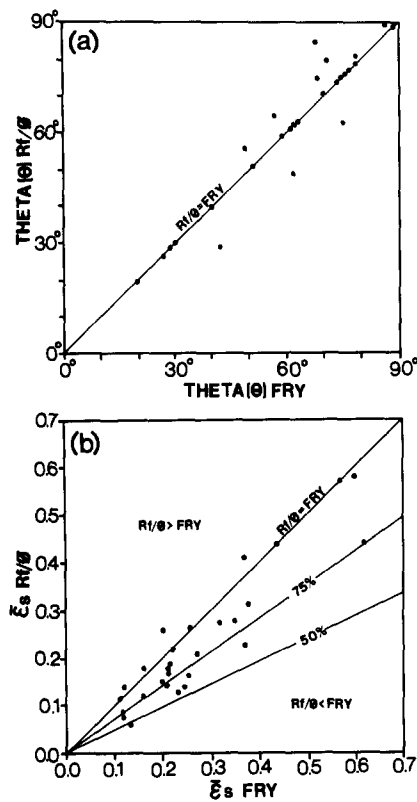 (a)
90°
60°
30°
0°
THETA(θ) Rf/Ø
Rf/Ø=FRY
0° 30° 60° 90°
THETA(θ) FRY
(b)
0.7
0.6
0.5
0.4
0.3
0.2
0.1
0.0
ε̄s Rf/Ø
Rf/Ø>FRY
Rf/Ø=FRY
75%
50%
Rf/Ø<FRY
0.0 0.1 0.2 0.3 0.4 0.5 0.6 0.7
ε̄s FRY